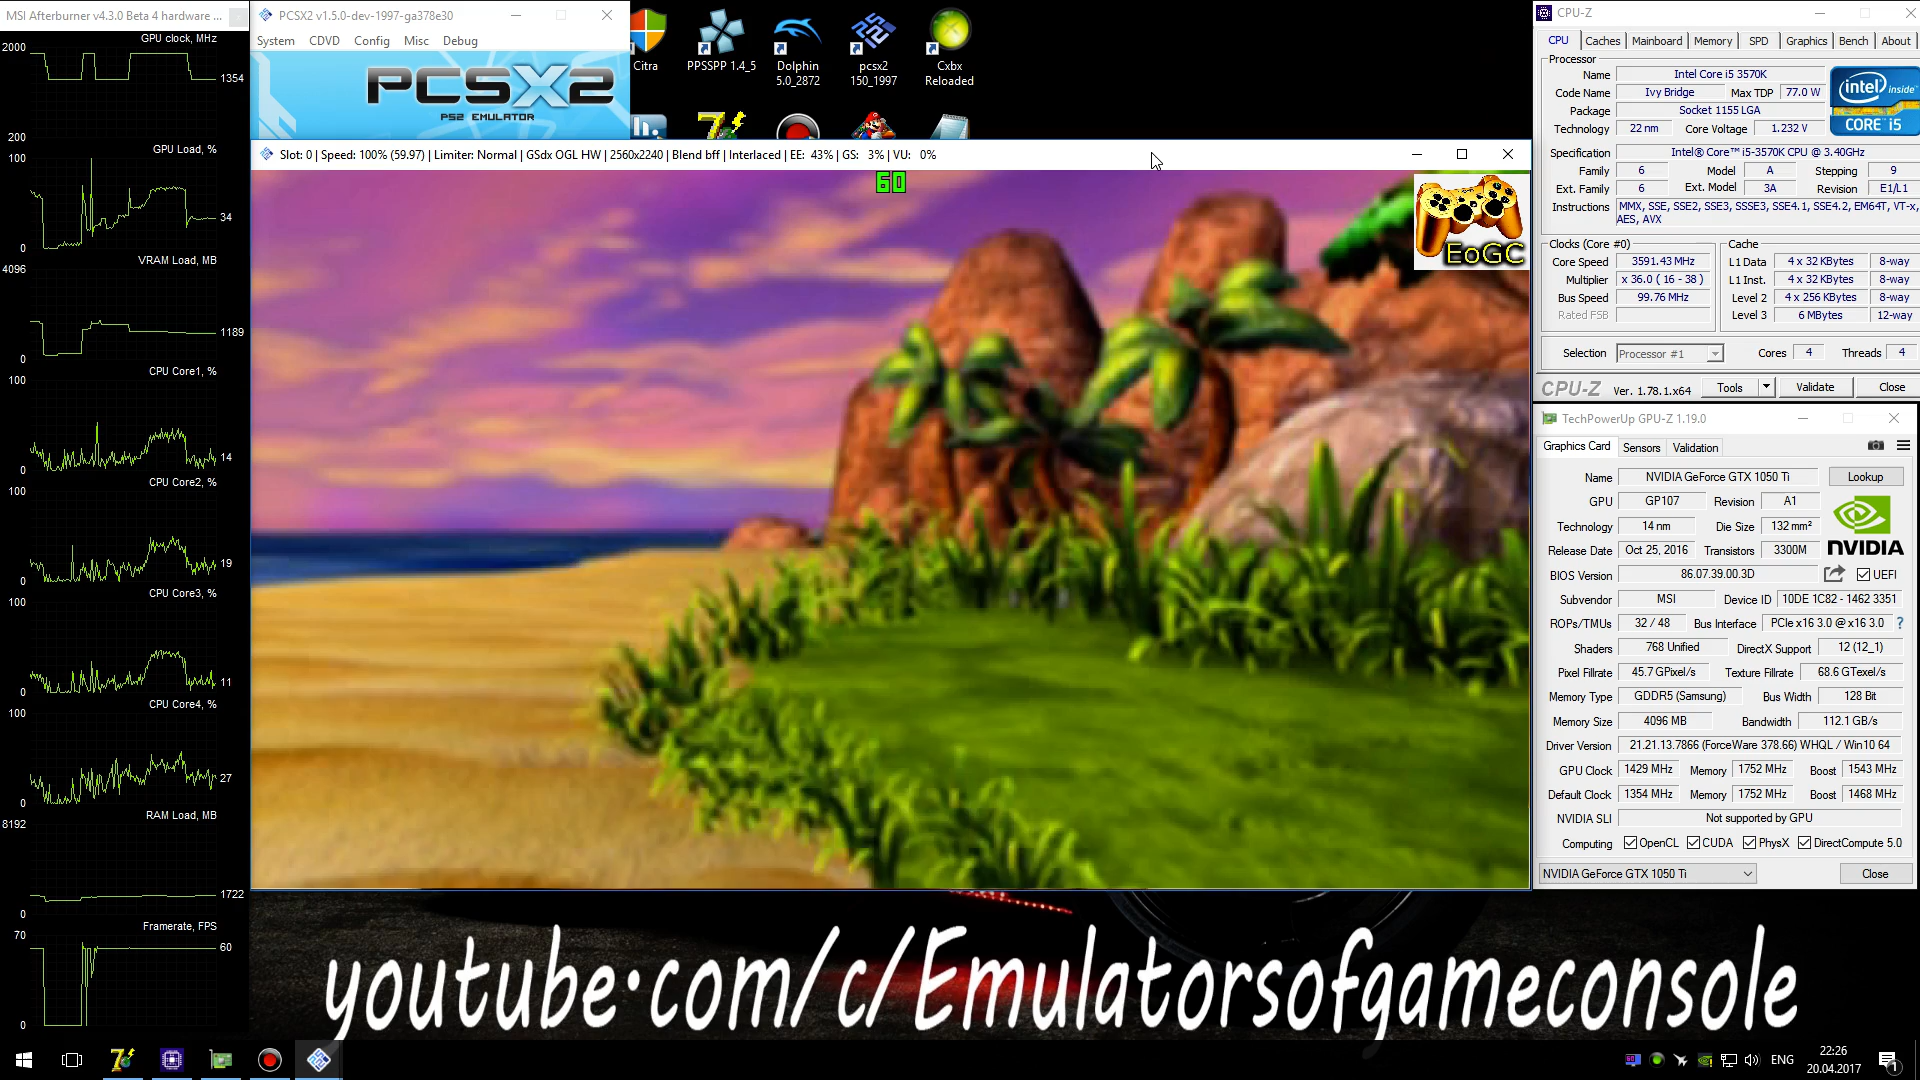 MSI Afterburner v4.3.0 Beta 4 hardware ...
GPU clock, MHz
2000
1354
200
GPU Load, %
100
34
0
VRAM Load, MB
4096
1189
0
CPU Core1, %
100
14
0
CPU Core2, %
100
19
0
CPU Core3, %
100
11
0
CPU Core4, %
100
27
0
RAM Load, MB
8192
1722
0
Framerate, FPS
70
60
0
PCSX2 v1.5.0-dev-1997-ga378e30
System CDVD Config Misc Debug
PCSX2
PS2 EMULATOR
Citra
PPSSPP 1.4_5
Dolphin
5.0_2872
pcsx2
150_1997
Cxbx
Reloaded
Slot: 0 | Speed: 100% (59.97) | Limiter: Normal | GSdx OGL HW | 2560x2240 | Blend bff | Interlaced | EE: 43% | GS: 3% | VU: 0%
60
EoGC
CPU-Z
CPU Caches Mainboard Memory SPD Graphics Bench About
Processor
Name Intel Core i5 3570K
Code Name Ivy Bridge Max TDP 77.0 W
Package Socket 1155 LGA
Technology 22 nm Core Voltage 1.232 V
intel inside
CORE i5
Specification Intel® Core™ i5-3570K CPU @ 3.40GHz
Family 6 Model A Stepping 9
Ext. Family 6 Ext. Model 3A Revision E1/L1
Instructions MMX, SSE, SSE2, SSE3, SSSE3, SSE4.1, SSE4.2, EM64T, VT-x,
AES, AVX
Clocks (Core #0) Cache
Core Speed 3591.43 MHz L1 Data 4 x 32 KBytes 8-way
Multiplier x 36.0 ( 16 - 38 ) L1 Inst. 4 x 32 KBytes 8-way
Bus Speed 99.76 MHz Level 2 4 x 256 KBytes 8-way
Rated FSB Level 3 6 MBytes 12-way
Selection Processor #1 Cores 4 Threads 4
CPU-Z Ver. 1.78.1.x64 Tools Validate Close
TechPowerUp GPU-Z 1.19.0
Graphics Card Sensors Validation
Name NVIDIA GeForce GTX 1050 Ti Lookup
GPU GP107 Revision A1
Technology 14 nm Die Size 132 mm²
Release Date Oct 25, 2016 Transistors 3300M
NVIDIA
BIOS Version 86.07.39.00.3D UEFI
Subvendor MSI Device ID 10DE 1C82 - 1462 3351
ROPs/TMUs 32 / 48 Bus Interface PCIe x16 3.0 @ x16 3.0 ?
Shaders 768 Unified DirectX Support 12 (12_1)
Pixel Fillrate 45.7 GPixel/s Texture Fillrate 68.6 GTexel/s
Memory Type GDDR5 (Samsung) Bus Width 128 Bit
Memory Size 4096 MB Bandwidth 112.1 GB/s
Driver Version 21.21.13.7866 (ForceWare 378.66) WHQL / Win10 64
GPU Clock 1429 MHz Memory 1752 MHz Boost 1543 MHz
Default Clock 1354 MHz Memory 1752 MHz Boost 1468 MHz
NVIDIA SLI Not supported by GPU
Computing OpenCL CUDA PhysX DirectCompute 5.0
NVIDIA GeForce GTX 1050 Ti Close
youtube.com/c/Emulatorsofgameconsole
ENG
22:26
20.04.2017
1